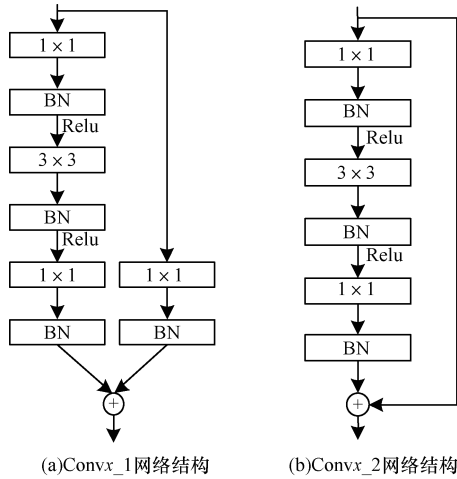 1 × 1
BN
Relu
3 × 3
BN
Relu
1 × 1
BN
1 × 1
BN
+
(a)Convx_1网络结构
1 × 1
BN
Relu
3 × 3
BN
Relu
1 × 1
BN
+
(b)Convx_2网络结构